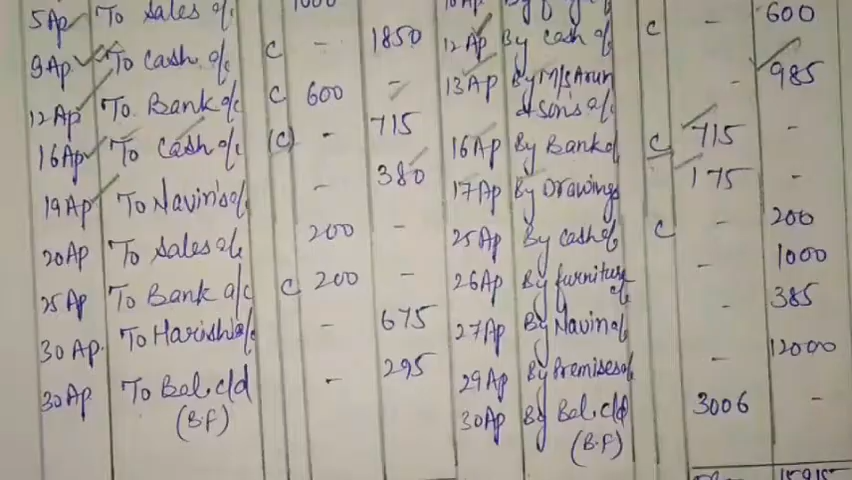 5Ap To Sales a/c 1000
9Ap To Cash a/c C - 1850
12Ap To Bank a/c C 600 -
16Ap To Cash a/c (C) - 715
19Ap To Navin's a/c - 380
20Ap To Sales a/c 200 -
25Ap To Bank a/c C 200 -
30Ap. To Harish a/c - 675
30Ap To Bal. c/d - 295
(B.F)
12Ap By Cash a/c C - 600
13Ap By M/s Arun - 985
& Son's a/c
16Ap By Bank a/c C 715 -
17Ap By Drawings 175 -
25Ap By Cash a/c C - 200
26Ap By furniture - 1000
a/c
27Ap By Navin a/c - 385
29Ap By Premises a/c - 12000
30Ap By Bal. c/d 3006 -
(B.F)
15915